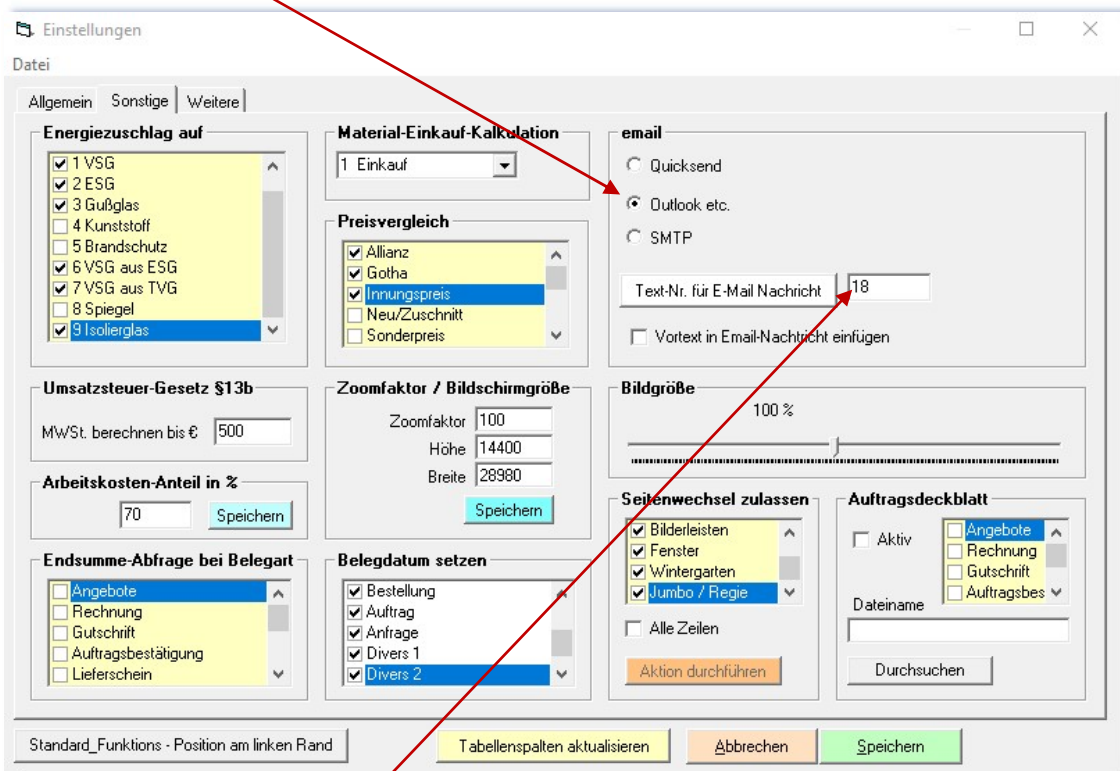 Einstellungen
Datei
Allgemein Sonstige Weitere
Energiezuschlag auf
1 VSG
2 ESG
3 Gußglas
4 Kunststoff
5 Brandschutz
6 VSG aus ESG
7 VSG aus TVG
8 Spiegel
9 Isolierglas
Material-Einkauf-Kalkulation
1 Einkauf
Preisvergleich
Allianz
Gotha
Innungspreis
Neu/Zuschnitt
Sonderpreis
email
Quicksend
Outlook etc.
SMTP
Text-Nr. für E-Mail Nachricht 18
Vortext in Email-Nachtricht einfügen
Umsatzsteuer-Gesetz §13b
MWSt. berechnen bis € 500
Zoomfaktor / Bildschirmgröße
Zoomfaktor 100
Höhe 14400
Breite 28980
Speichern
Bildgröße
100 %
Arbeitskosten-Anteil in %
70 Speichern
Endsumme-Abfrage bei Belegart
Angebote
Rechnung
Gutschrift
Auftragsbestätigung
Lieferschein
Belegdatum setzen
Bestellung
Auftrag
Anfrage
Divers 1
Divers 2
Seitenwechsel zulassen
Bilderleisten
Fenster
Wintergarten
Jumbo / Regie
Alle Zeilen
Aktion durchführen
Auftragsdeckblatt
Aktiv
Angebote
Rechnung
Gutschrift
Auftragsbes
Dateiname
Durchsuchen
Standard_Funktions - Position am linken Rand Tabellenspalten aktualisieren Abbrechen Speichern